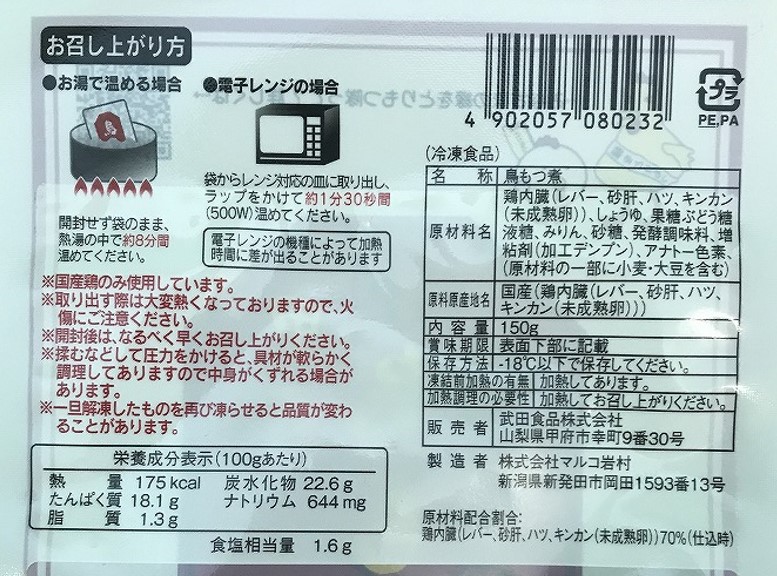 お召し上がり方
●お湯で温める場合
開封せず袋のまま、
熱湯の中で約8分間
温めてください。
●電子レンジの場合
袋からレンジ対応の皿に取り出し、
ラップをかけて約1分30秒間
(500W)温めてください。
電子レンジの機種によって加熱
時間に差が出ることがあります
※国産鶏のみ使用しています。
※取り出す際は大変熱くなっておりますので、火
傷にご注意ください。
※開封後は、なるべく早くお召し上がりください。
※揉むなどして圧力をかけると、具材が軟らかく
調理してありますので中身がくずれる場合が
あります。
※一旦解凍したものを再び凍らせると品質が変わ
ることがあります。
栄養成分表示(100gあたり)
熱量 175kcal 炭水化物 22.6g
たんぱく質 18.1g ナトリウム 644mg
脂質 1.3g
食塩相当量 1.6g
4 902057 080232
プラ
PE,PA
(冷凍食品)
名称 鳥もつ煮
原材料名 鶏内臓(レバー、砂肝、ハツ、キンカン
(未成熟卵))、しょうゆ、果糖ぶどう糖
液糖、みりん、砂糖、発酵調味料、増
粘剤(加工デンプン)、アナトー色素、
(原材料の一部に小麦・大豆を含む)
原料原産地名 国産(鶏内臓(レバー、砂肝、ハツ、
キンカン(未成熟卵)))
内容量 150g
賞味期限 表面下部に記載
保存方法 -18℃以下で保存してください。
凍結前加熱の有無 加熱してあります。
加熱調理の必要性 加熱してお召し上がりください。
販売者 武田食品株式会社
山梨県甲府市幸町9番30号
製造者 株式会社マルコ岩村
新潟県新発田市岡田1593番13号
原材料配合割合:
鶏内臓(レバー、砂肝、ハツ、キンカン(未成熟卵))70%(仕込時)